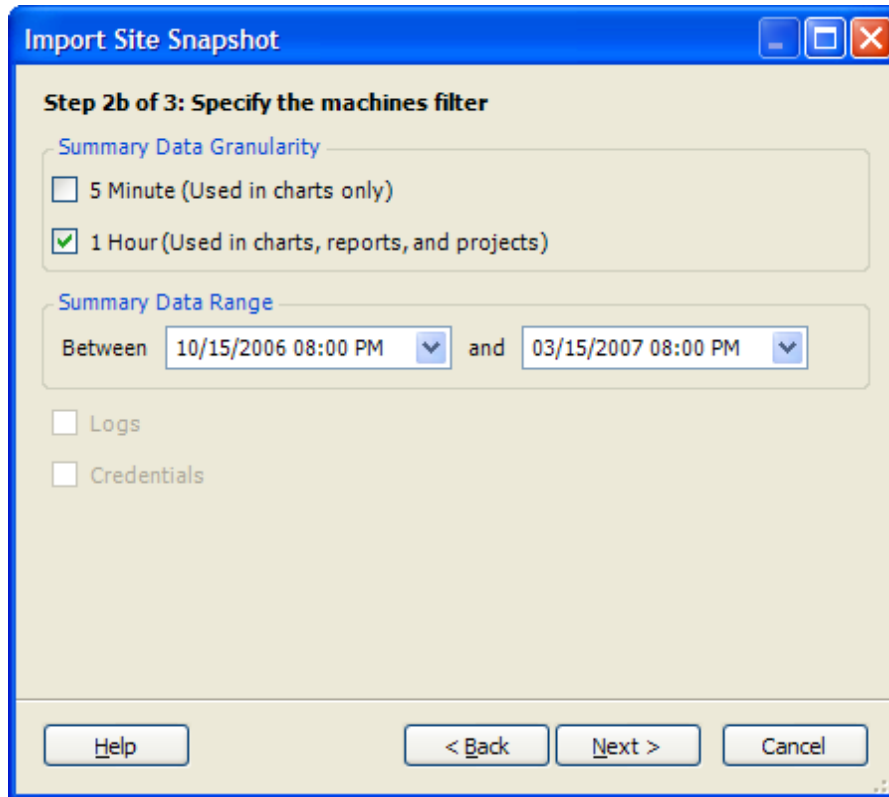 Import Site Snapshot
Step 2b of 3: Specify the machines filter
Summary Data Granularity
5 Minute (Used in charts only)
1 Hour (Used in charts, reports, and projects)
Summary Data Range
Between 10/15/2006 08:00 PM and 03/15/2007 08:00 PM
Logs
Credentials
Help < Back Next > Cancel